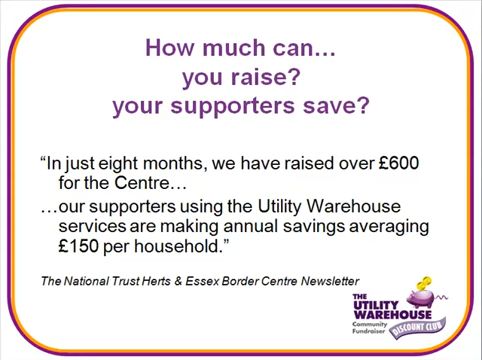 How much can…
you raise?
your supporters save?
“In just eight months, we have raised over £600
for the Centre…
…our supporters using the Utility Warehouse
services are making annual savings averaging
£150 per household.”
The National Trust Herts & Essex Border Centre Newsletter
THE
UTILITY
WAREHOUSE
Community
Fundraiser
DISCOUNT CLUB